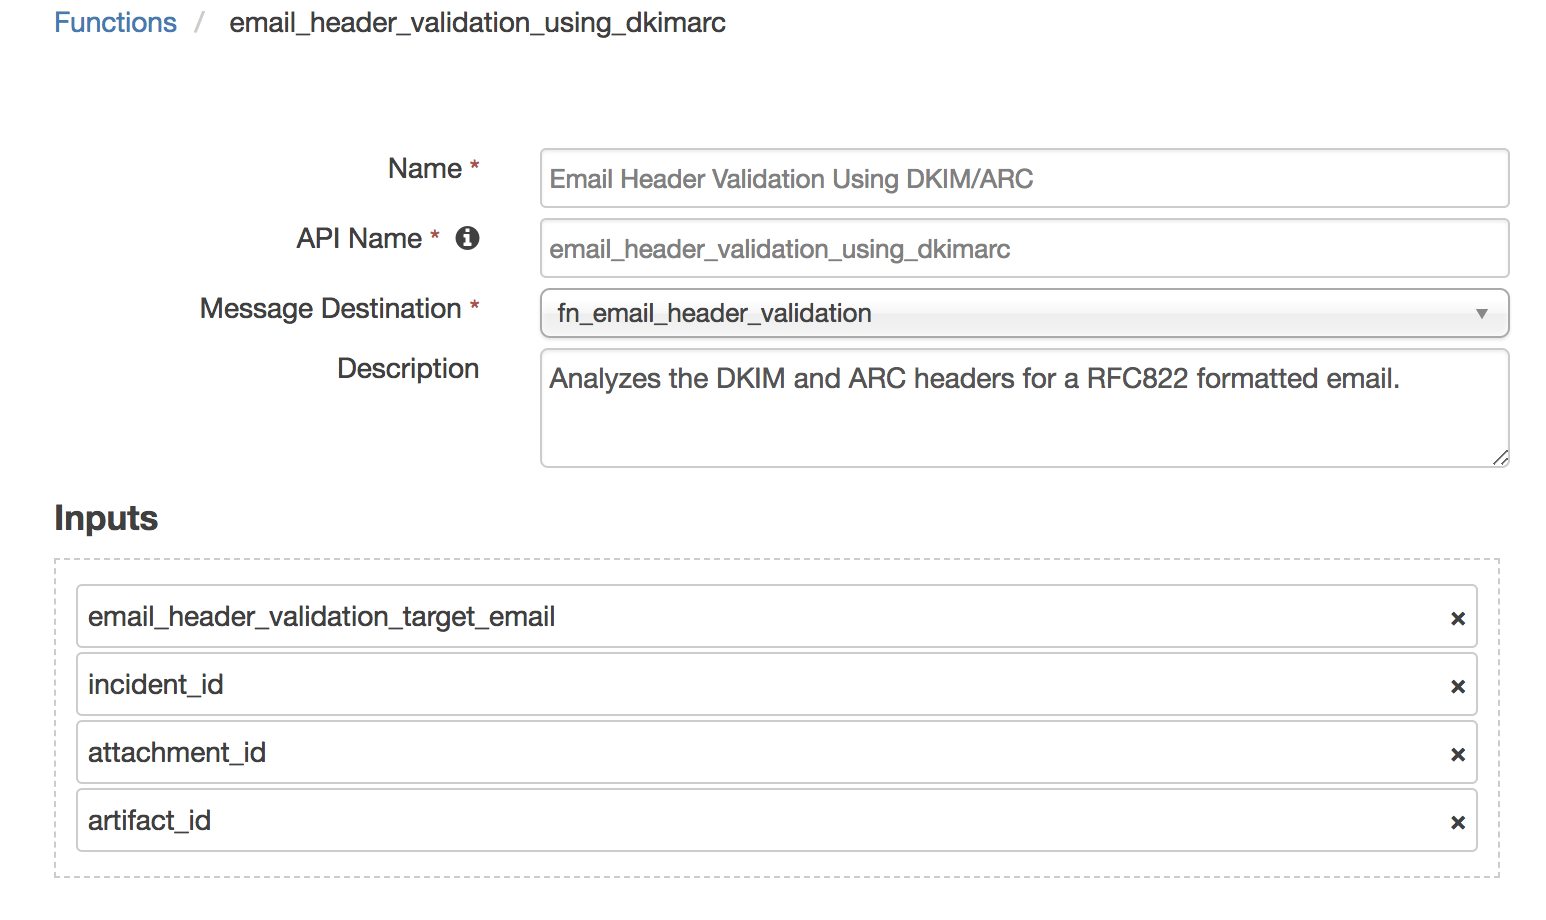 Functions / email_header_validation_using_dkimarc
Name * Email Header Validation Using DKIM/ARC
API Name * email_header_validation_using_dkimarc
Message Destination * fn_email_header_validation
Description Analyzes the DKIM and ARC headers for a RFC822 formatted email.
Inputs
email_header_validation_target_email ×
incident_id ×
attachment_id ×
artifact_id ×